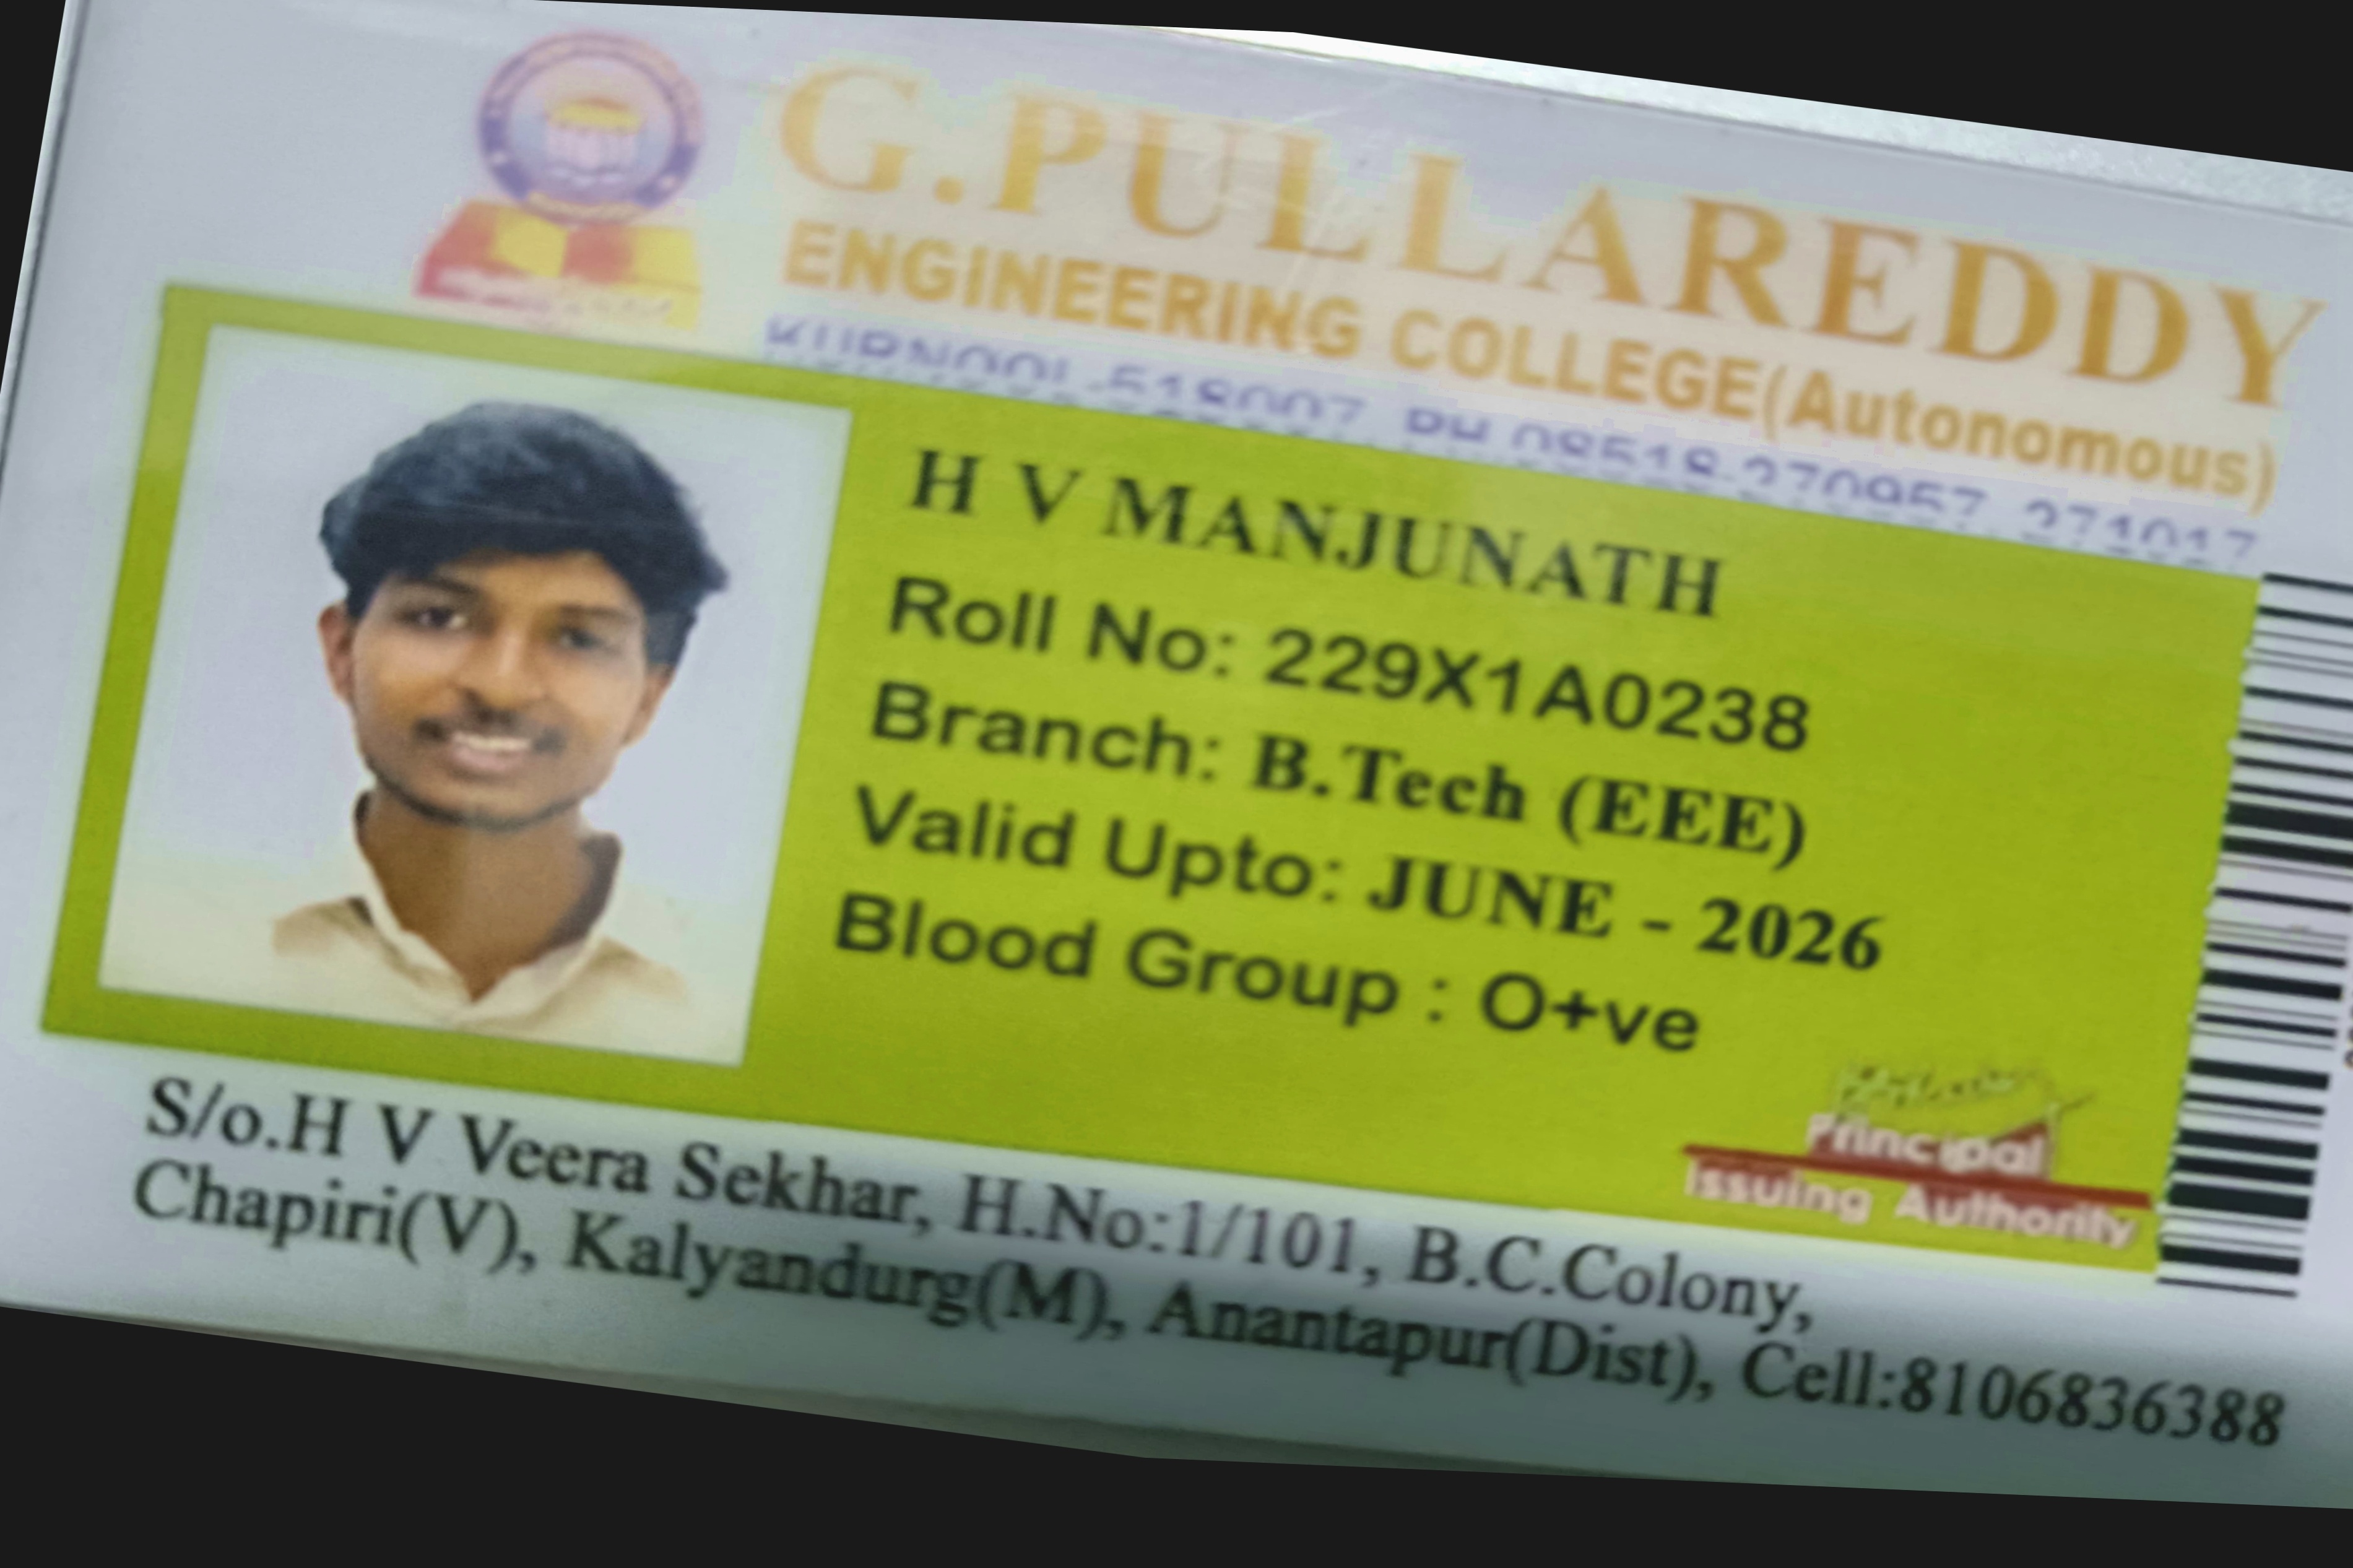 G.PULLAREDDY
ENGINEERING COLLEGE(Autonomous)
KURNOOL-518007. PH 08518-270957, 271017
H V MANJUNATH
Roll No: 229X1A0238
Branch: B.Tech (EEE)
Valid Upto: JUNE - 2026
Blood Group : O+ve
Principal
Issuing Authority
S/o.H V Veera Sekhar, H.No:1/101, B.C.Colony,
Chapiri(V), Kalyandurg(M), Anantapur(Dist), Cell:8106836388